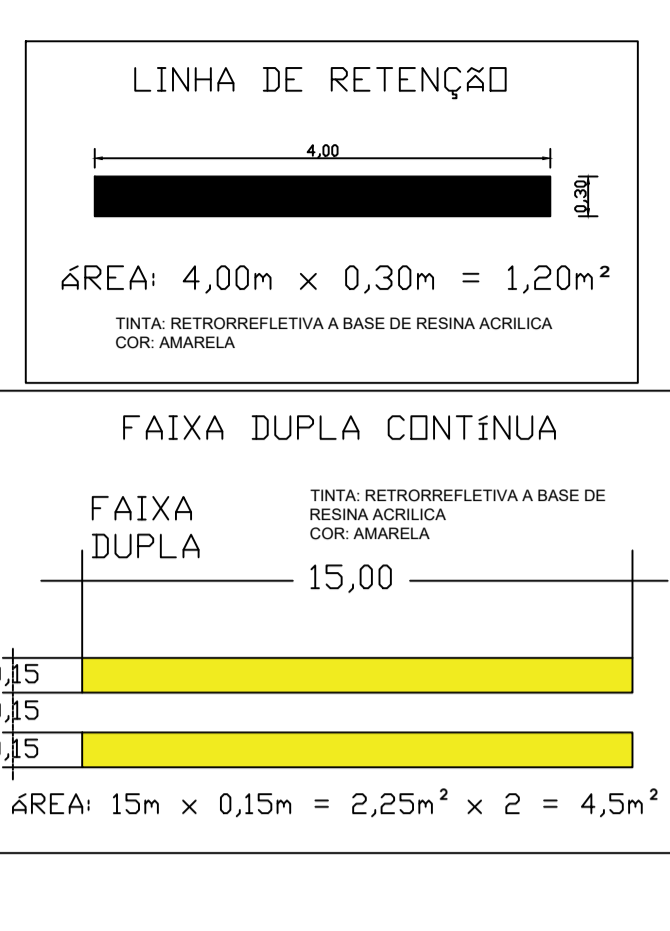 LINHA DE RETENÇÃO
4,00
0,30
áREA: 4,00m x 0,30m = 1,20m²
TINTA: RETRORREFLETIVA A BASE DE RESINA ACRILICA
COR: AMARELA
FAIXA DUPLA CONTíNUA
FAIXA
DUPLA
TINTA: RETRORREFLETIVA A BASE DE
RESINA ACRILICA
COR: AMARELA
15,00
,15
,15
,15
áREA: 15m x 0,15m = 2,25m² x 2 = 4,5m²